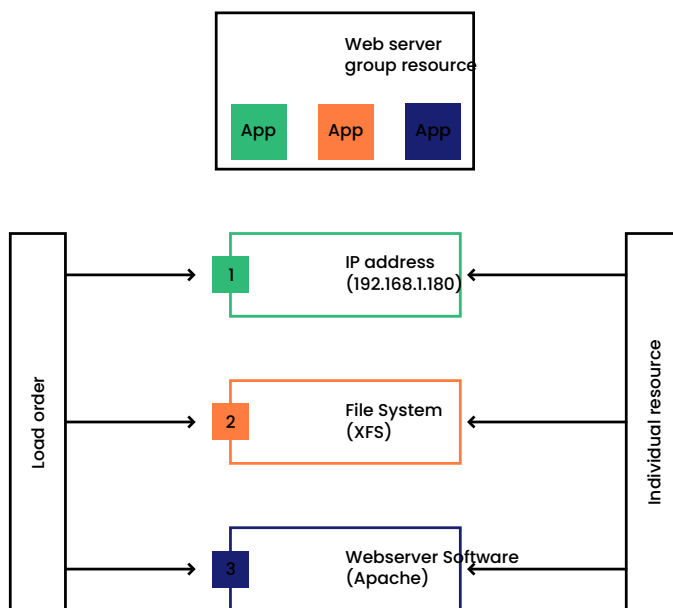 Web server
group resource
App
App
App
1
IP address
(192.168.1.180)
2
File System
(XFS)
3
Webserver Software
(Apache)
Load order
Individual resource